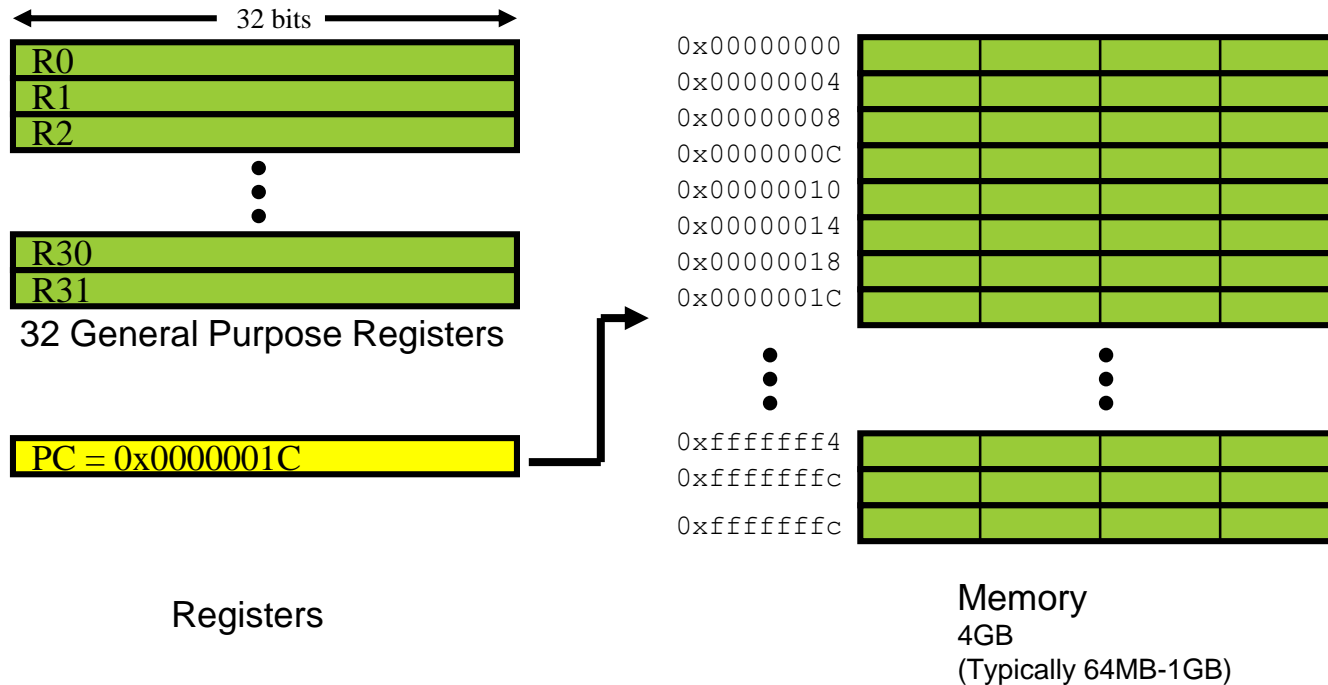 32 bits
R0
R1
R2
R30
R31
32 General Purpose Registers
PC = 0x0000001C
Registers
0x00000000
0x00000004
0x00000008
0x0000000C
0x00000010
0x00000014
0x00000018
0x0000001C
0xfffffff4
0xfffffffc
0xfffffffc
Memory
4GB
(Typically 64MB-1GB)